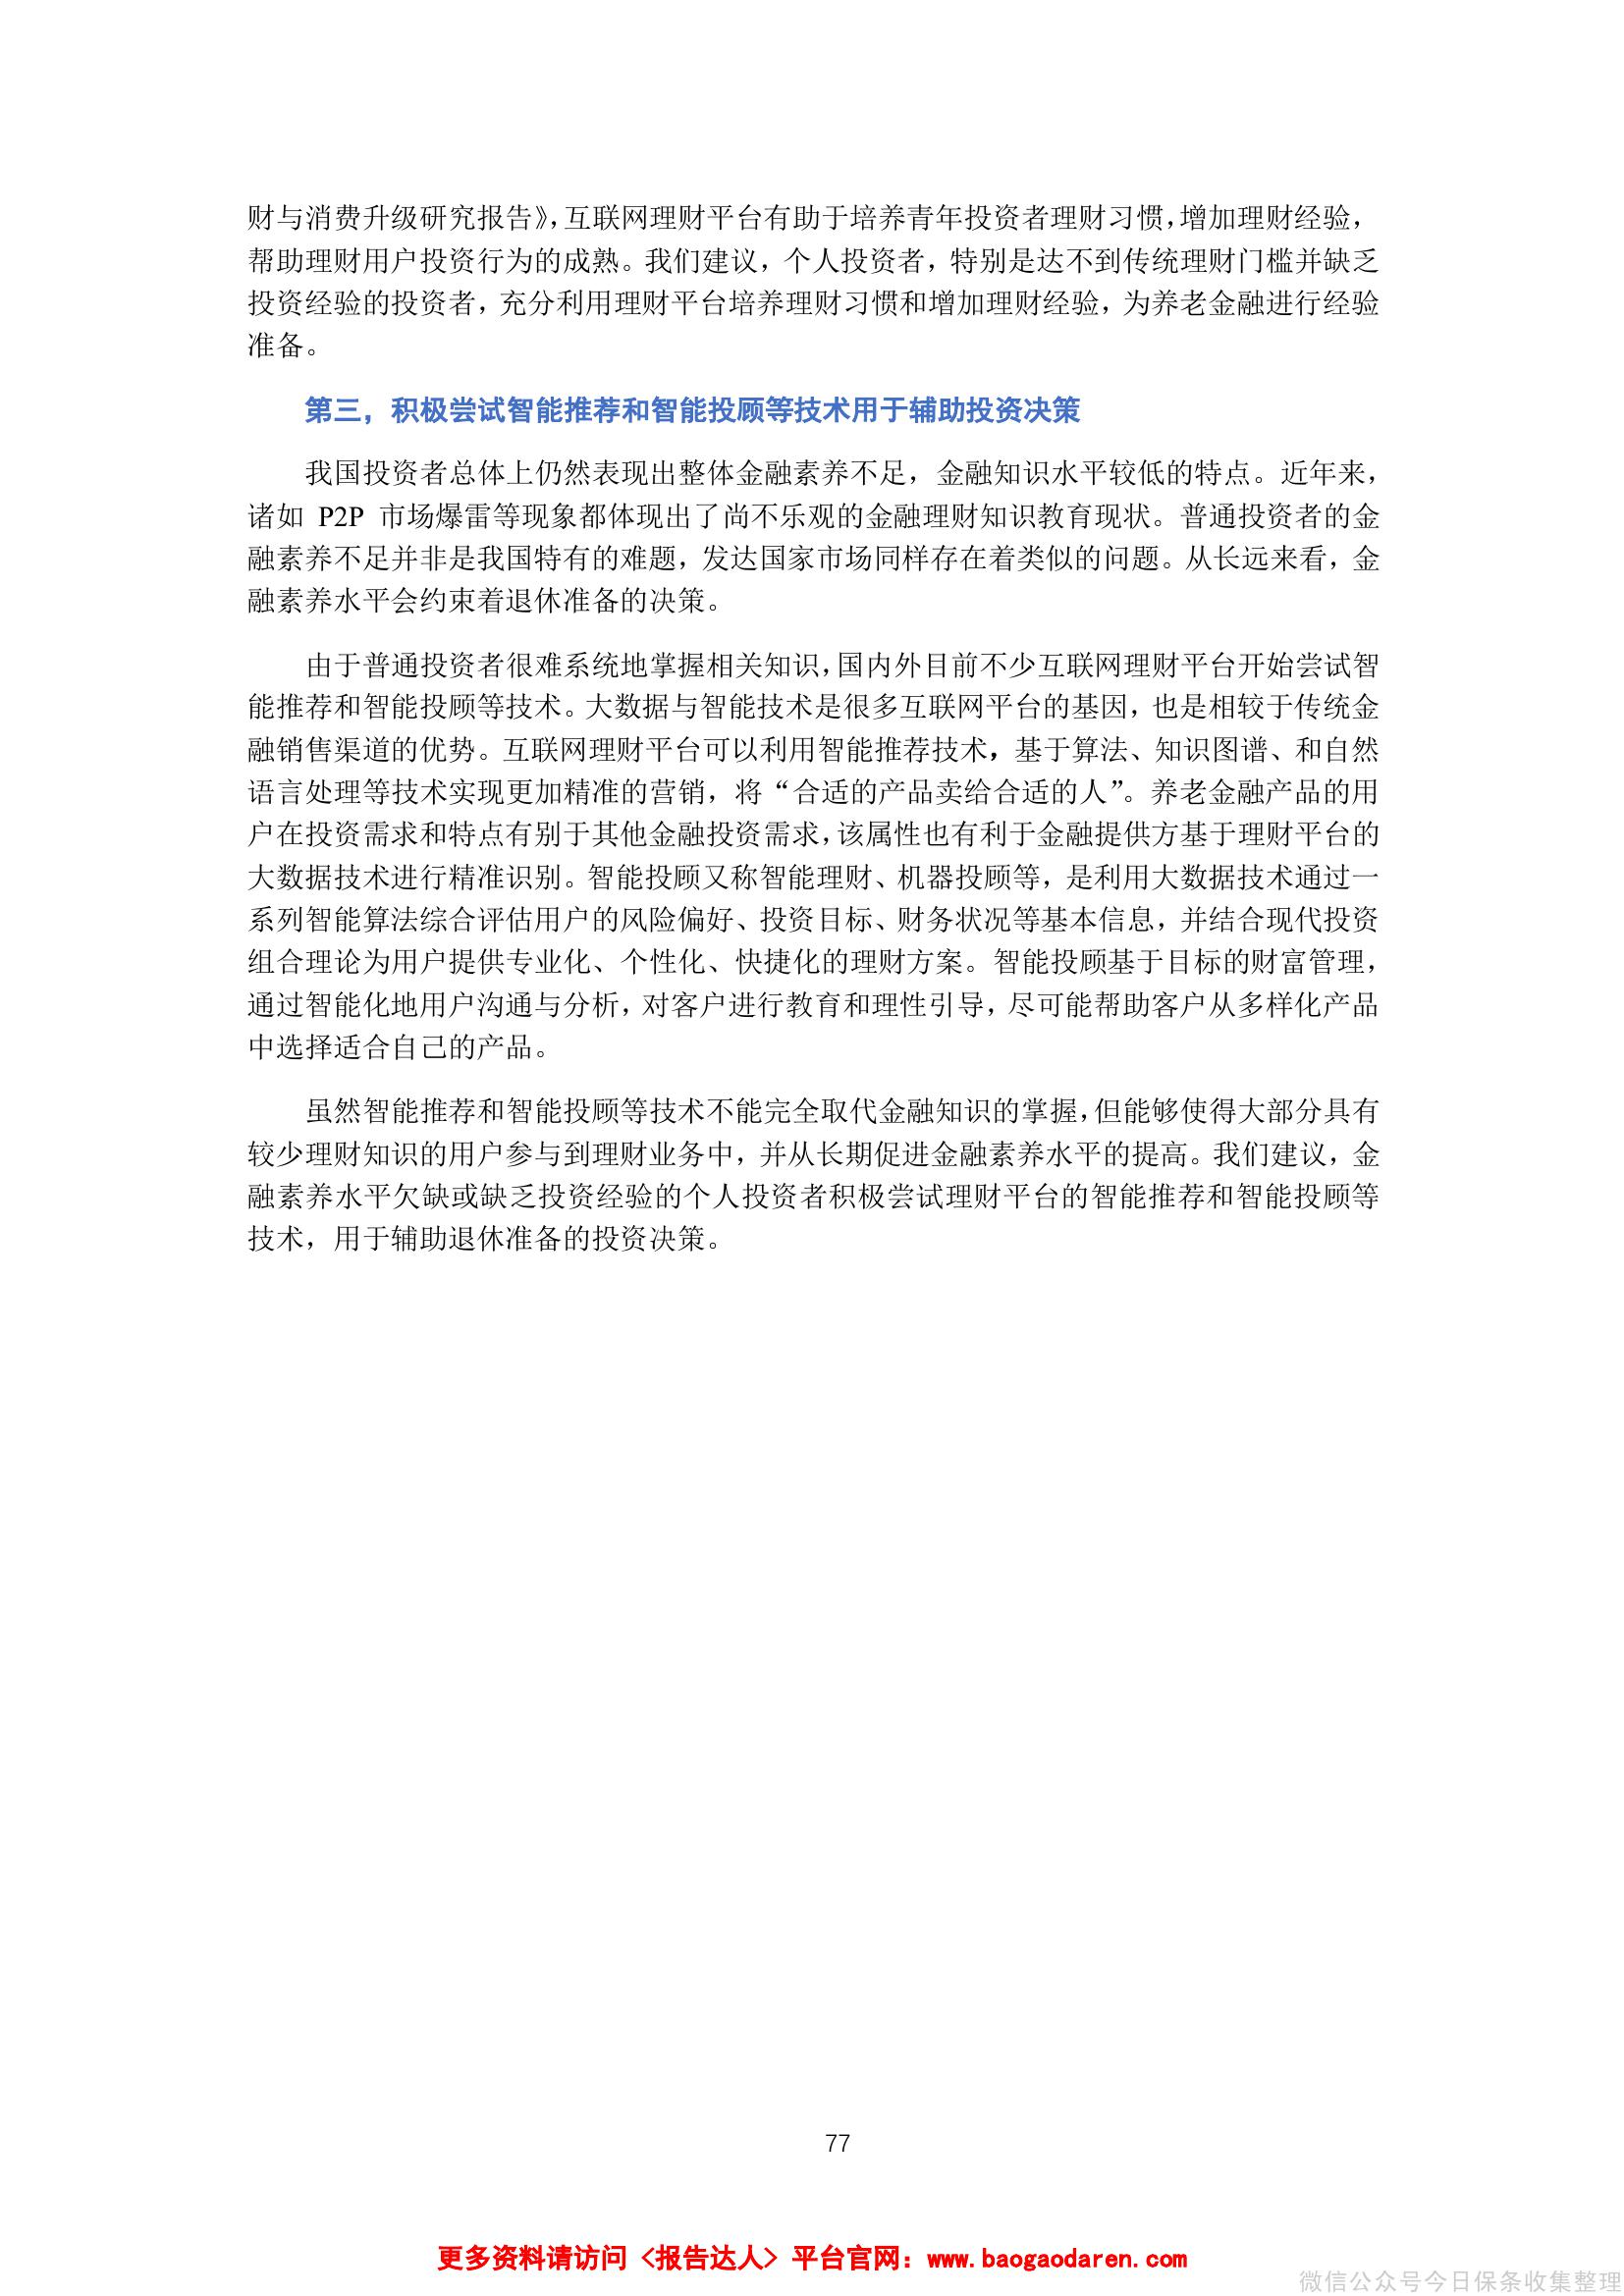 财与消费升级研究报告》，互联网理财平台有助于培养青年投资者理财习惯，增加理财经验，
帮助理财用户投资行为的成熟。我们建议，个人投资者，特别是达不到传统理财门槛并缺乏
投资经验的投资者，充分利用理财平台培养理财习惯和增加理财经验，为养老金融进行经验
准备。
第三，积极尝试智能推荐和智能投顾等技术用于辅助投资决策
我国投资者总体上仍然表现出整体金融素养不足，金融知识水平较低的特点。近年来，
诸如 P2P 市场爆雷等现象都体现出了尚不乐观的金融理财知识教育现状。普通投资者的金
融素养不足并非是我国特有的难题，发达国家市场同样存在着类似的问题。从长远来看，金
融素养水平会约束着退休准备的决策。
由于普通投资者很难系统地掌握相关知识，国内外目前不少互联网理财平台开始尝试智
能推荐和智能投顾等技术。大数据与智能技术是很多互联网平台的基因，也是相较于传统金
融销售渠道的优势。互联网理财平台可以利用智能推荐技术，基于算法、知识图谱、和自然
语言处理等技术实现更加精准的营销，将“合适的产品卖给合适的人”。养老金融产品的用
户在投资需求和特点有别于其他金融投资需求，该属性也有利于金融提供方基于理财平台的
大数据技术进行精准识别。智能投顾又称智能理财、机器投顾等，是利用大数据技术通过一
系列智能算法综合评估用户的风险偏好、投资目标、财务状况等基本信息，并结合现代投资
组合理论为用户提供专业化、个性化、快捷化的理财方案。智能投顾基于目标的财富管理，
通过智能化地用户沟通与分析，对客户进行教育和理性引导，尽可能帮助客户从多样化产品
中选择适合自己的产品。
虽然智能推荐和智能投顾等技术不能完全取代金融知识的掌握，但能够使得大部分具有
较少理财知识的用户参与到理财业务中，并从长期促进金融素养水平的提高。我们建议，金
融素养水平欠缺或缺乏投资经验的个人投资者积极尝试理财平台的智能推荐和智能投顾等
技术，用于辅助退休准备的投资决策。
77
更多资料请访问《报告达人》平台官网：www.baogaodaren.com
微信公众号今日保条收集整理